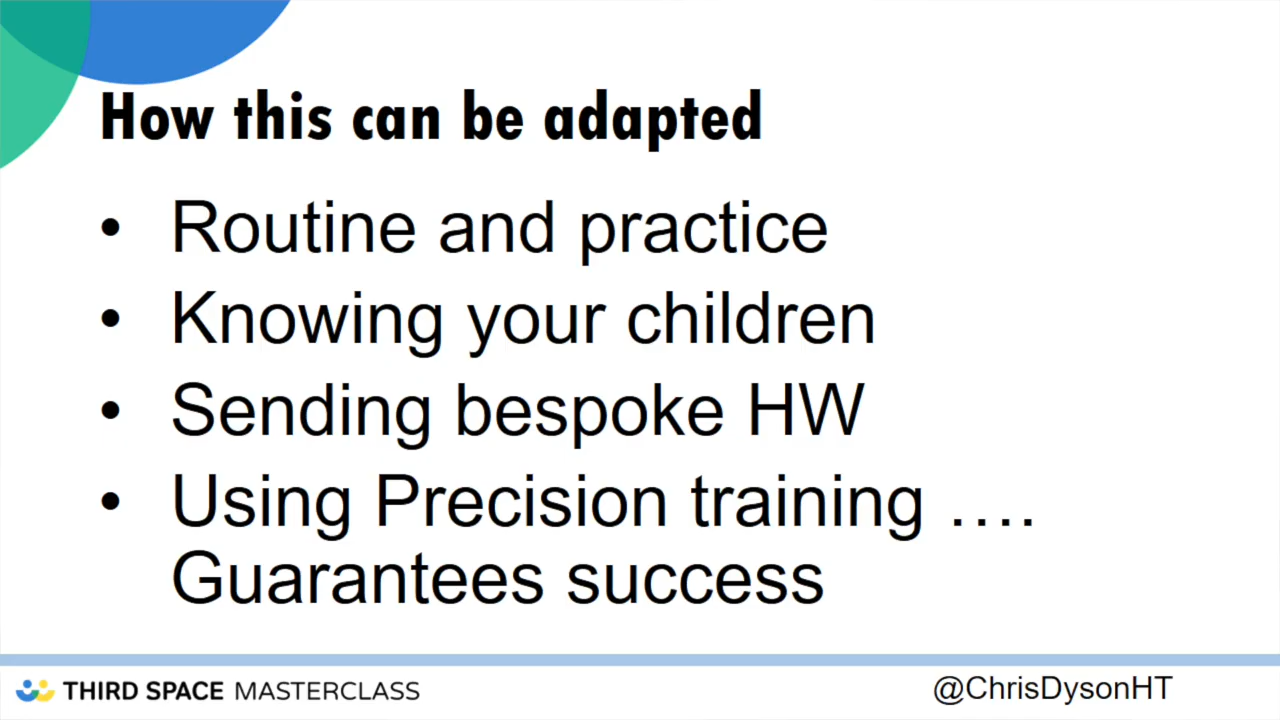 How this can be adapted
• Routine and practice
• Knowing your children
• Sending bespoke HW
• Using Precision training ….
Guarantees success
THIRD SPACE MASTERCLASS
@ChrisDysonHT